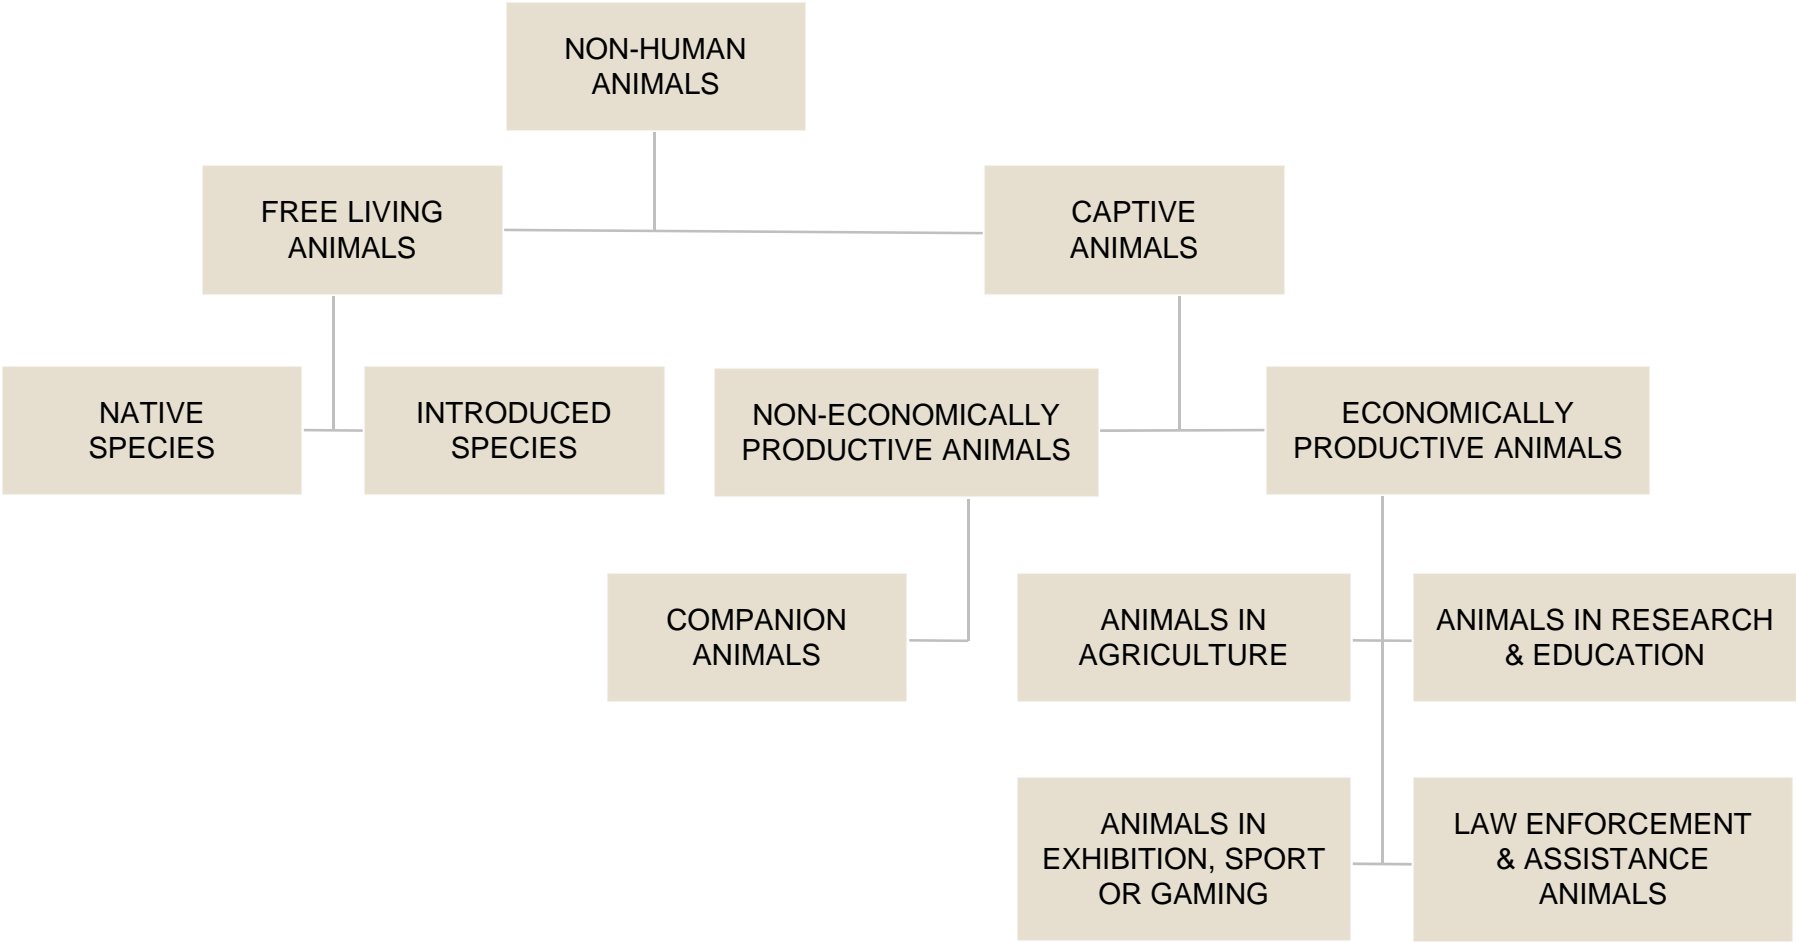 NON-HUMAN
ANIMALS
FREE LIVING
ANIMALS
CAPTIVE
ANIMALS
NATIVE
SPECIES
INTRODUCED
SPECIES
NON-ECONOMICALLY
PRODUCTIVE ANIMALS
ECONOMICALLY
PRODUCTIVE ANIMALS
COMPANION
ANIMALS
ANIMALS IN
AGRICULTURE
ANIMALS IN RESEARCH
& EDUCATION
ANIMALS IN
EXHIBITION, SPORT
OR GAMING
LAW ENFORCEMENT
& ASSISTANCE
ANIMALS